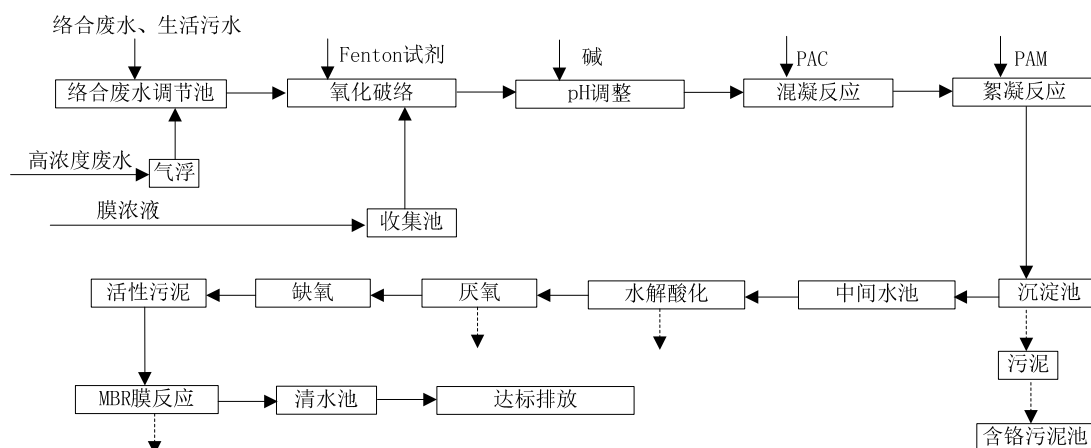 络合废水、生活污水
Fenton试剂
碱
PAC
PAM
络合废水调节池
氧化破络
pH调整
混凝反应
絮凝反应
高浓度废水
气浮
膜浓液
收集池
活性污泥
缺氧
厌氧
水解酸化
中间水池
沉淀池
污泥
MBR膜反应
清水池
达标排放
含铬污泥池